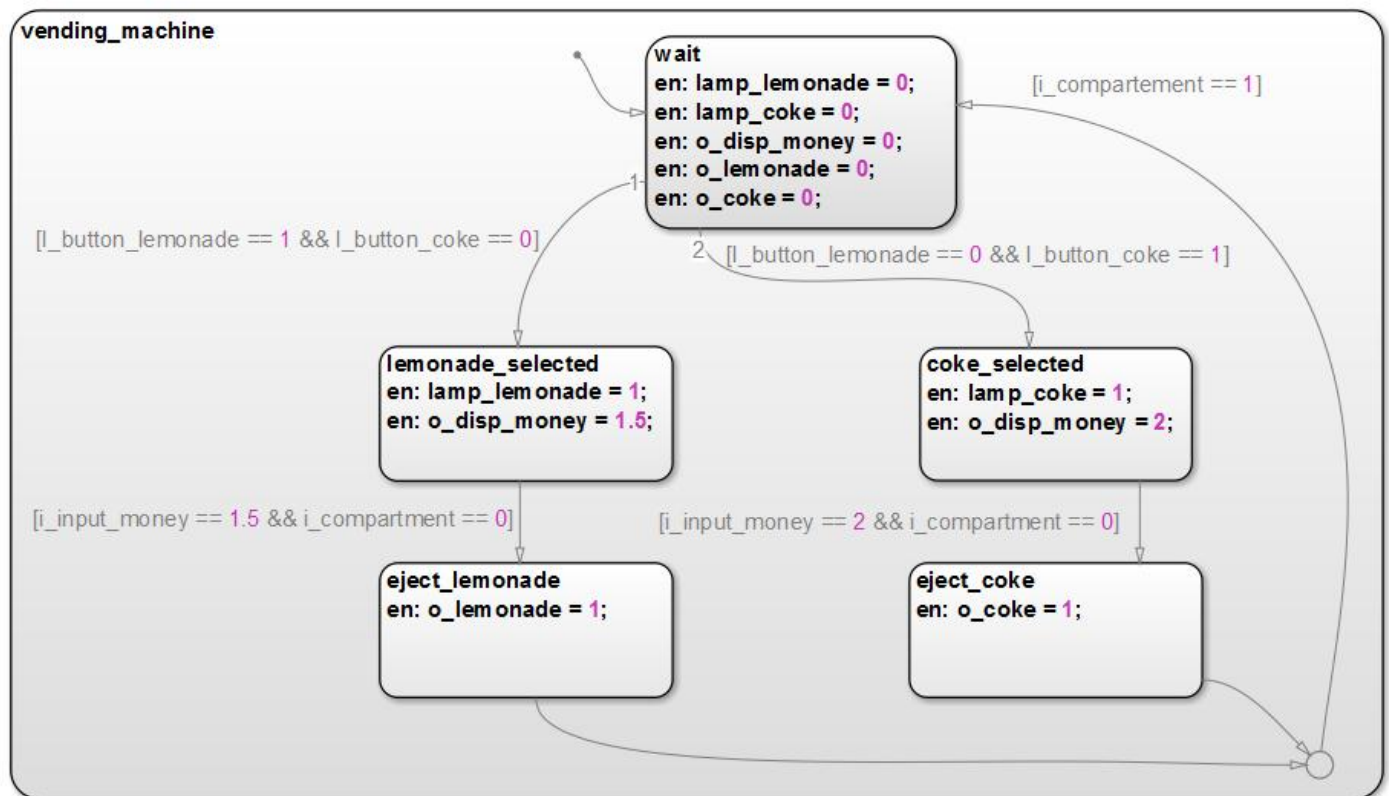 vending_machine
wait
en: lamp_lemonade = 0;
en: lamp_coke = 0;
en: o_disp_money = 0;
en: o_lemonade = 0;
en: o_coke = 0;
[i_compartement == 1]
1
[I_button_lemonade == 1 && I_button_coke == 0]
2
[I_button_lemonade == 0 && I_button_coke == 1]
lemonade_selected
en: lamp_lemonade = 1;
en: o_disp_money = 1.5;
coke_selected
en: lamp_coke = 1;
en: o_disp_money = 2;
[i_input_money == 1.5 && i_compartment == 0]
[i_input_money == 2 && i_compartment == 0]
eject_lemonade
en: o_lemonade = 1;
eject_coke
en: o_coke = 1;